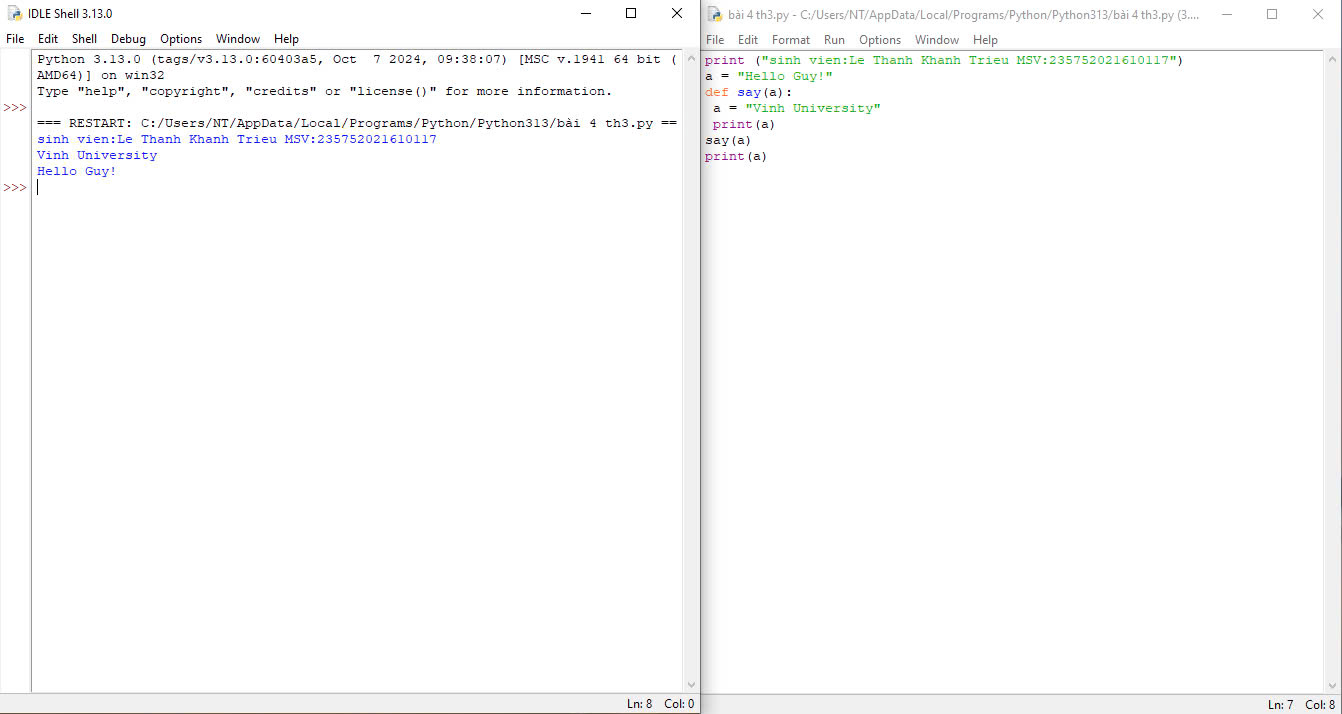 IDLE Shell 3.13.0
File Edit Shell Debug Options Window Help
Python 3.13.0 (tags/v3.13.0:60403a5, Oct  7 2024, 09:38:07) [MSC v.1941 64 bit (
AMD64)] on win32
Type "help", "copyright", "credits" or "license()" for more information.
>>>
=== RESTART: C:/Users/NT/AppData/Local/Programs/Python/Python313/bài 4 th3.py ==
sinh vien:Le Thanh Khanh Trieu MSV:235752021610117
Vinh University
Hello Guy!
>>>
Ln: 8 Col: 0
bài 4 th3.py - C:/Users/NT/AppData/Local/Programs/Python/Python313/bài 4 th3.py (3....
File Edit Format Run Options Window Help
print ("sinh vien:Le Thanh Khanh Trieu MSV:235752021610117")
a = "Hello Guy!"
def say(a):
 a = "Vinh University"
 print(a)
say(a)
print(a)
Ln: 7 Col: 8